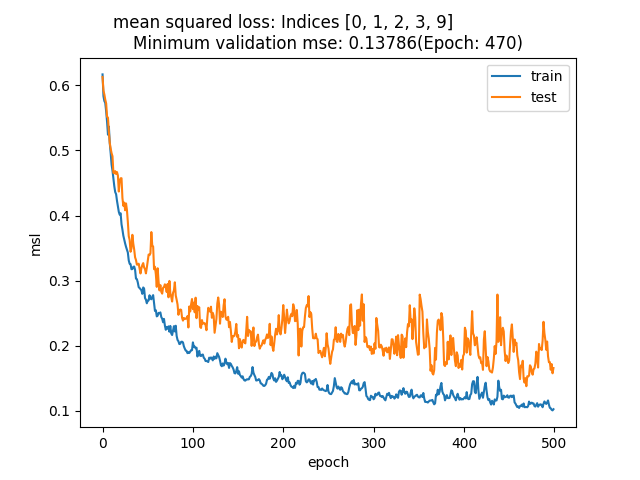 mean squared loss: Indices [0, 1, 2, 3, 9]
Minimum validation mse: 0.13786(Epoch: 470)
train
test
0.6
0.5
0.4
0.3
0.2
0.1
msl
0 100 200 300 400 500
epoch